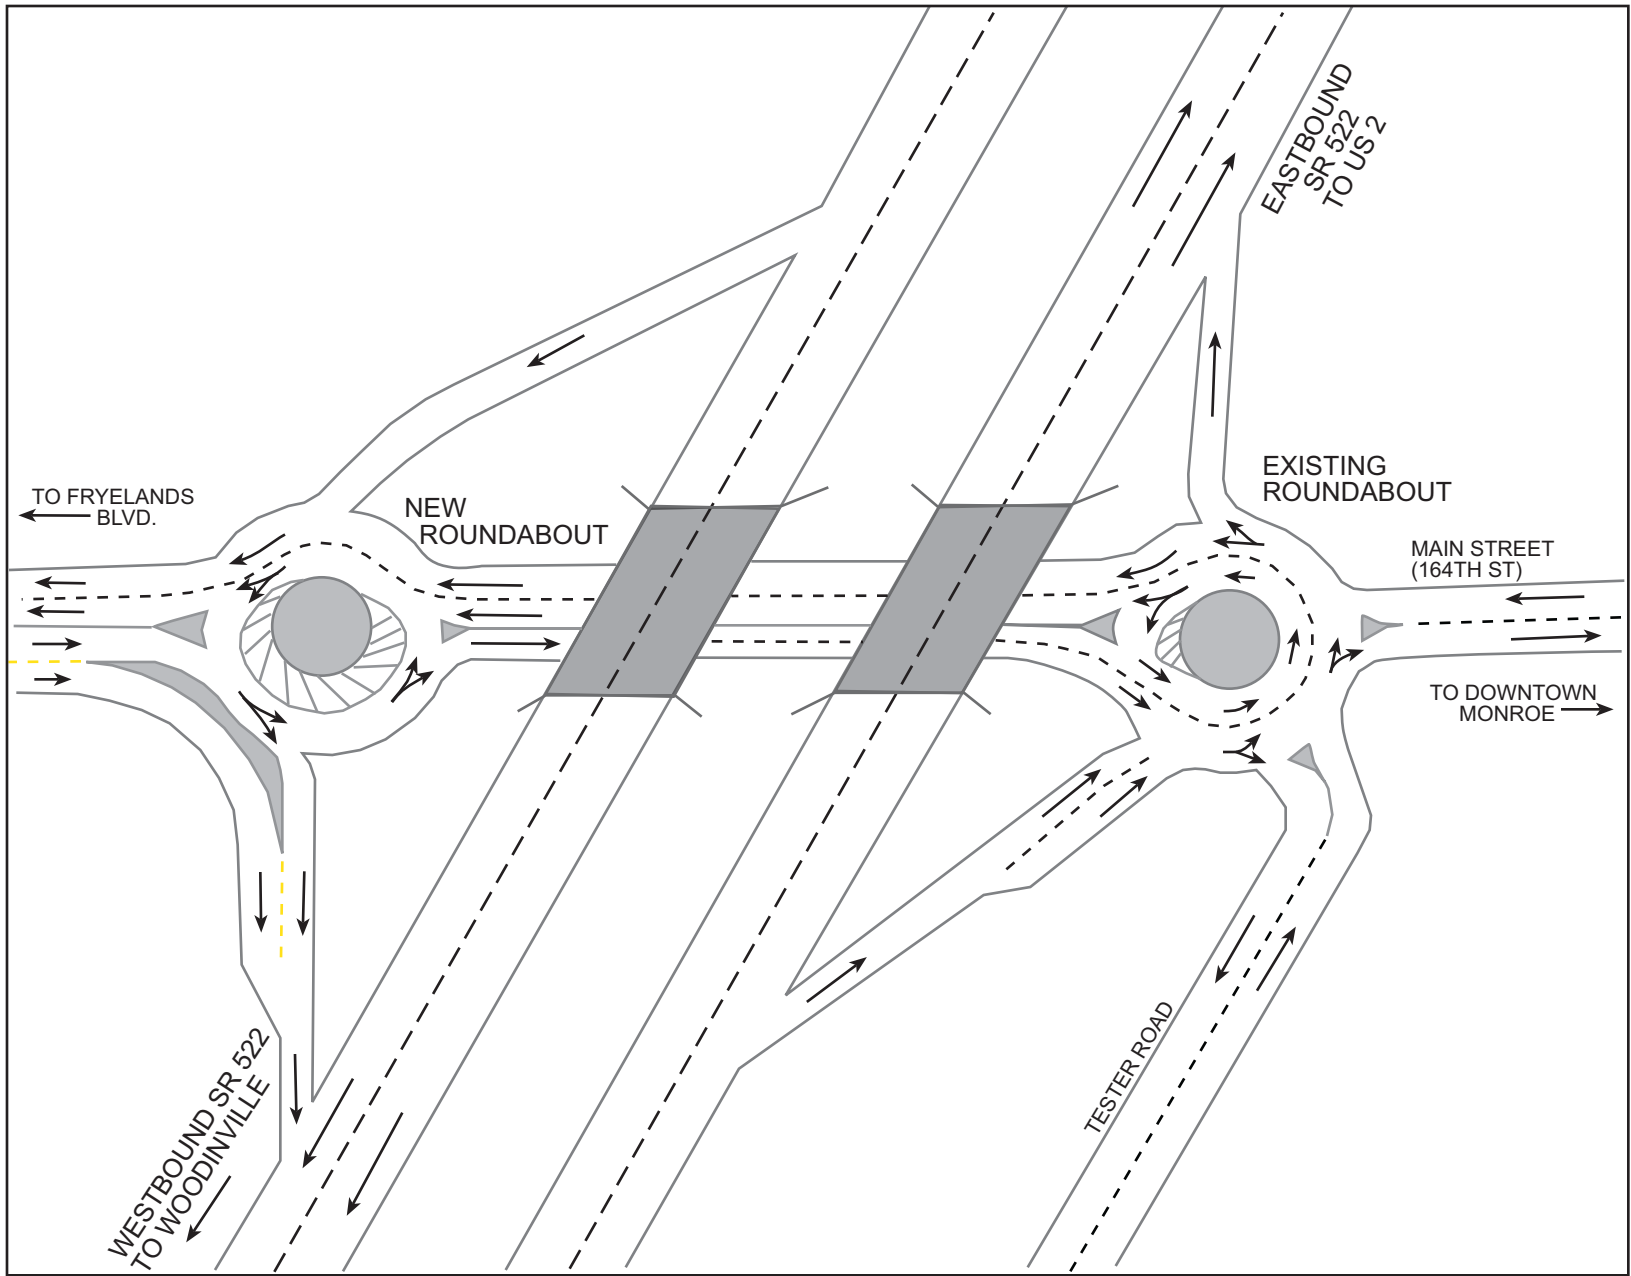 EASTBOUND
SR 522
TO US 2
TO FRYELANDS
BLVD.
NEW
ROUNDABOUT
EXISTING
ROUNDABOUT
MAIN STREET
(164TH ST)
TO DOWNTOWN
MONROE
TESTER ROAD
WESTBOUND SR 522
TO WOODINVILLE